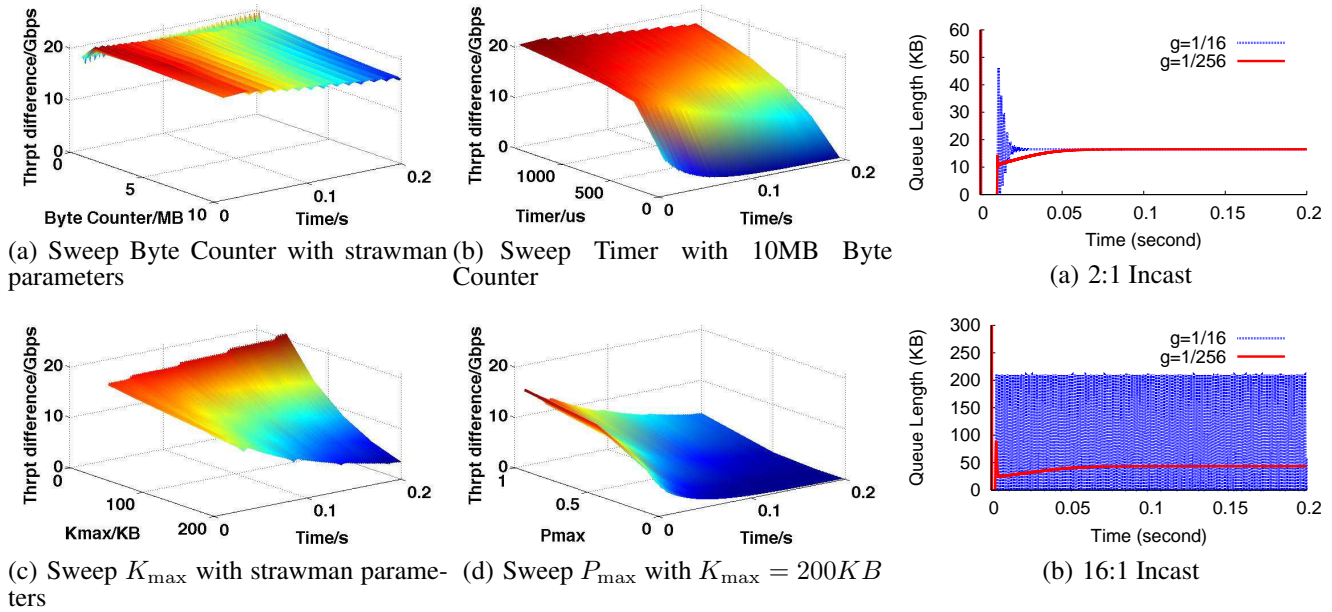 Thrpt difference/Gbps
20
10
0
0
5
10
Byte Counter/MB
0
0.1
0.2
Time/s
(a) Sweep Byte Counter with strawman
parameters
Thrpt difference/Gbps
20
10
0
1000
500
0
Timer/us
0
0.1
0.2
Time/s
(b) Sweep Timer with 10MB Byte
Counter
Queue Length (KB)
60
50
40
30
20
10
0
g=1/16
g=1/256
0
0.05
0.1
0.15
0.2
Time (second)
(a) 2:1 Incast
Thrpt difference/Gbps
20
10
0
0
100
200
Kmax/KB
0
0.1
0.2
Time/s
(c) Sweep K_max with strawman parame-
ters
Thrpt difference/Gbps
20
10
0
1
0.5
0
Pmax
0
0.1
0.2
Time/s
(d) Sweep P_max with K_max = 200KB
Queue Length (KB)
300
250
200
150
100
50
0
g=1/16
g=1/256
0
0.05
0.1
0.15
0.2
Time (second)
(b) 16:1 Incast